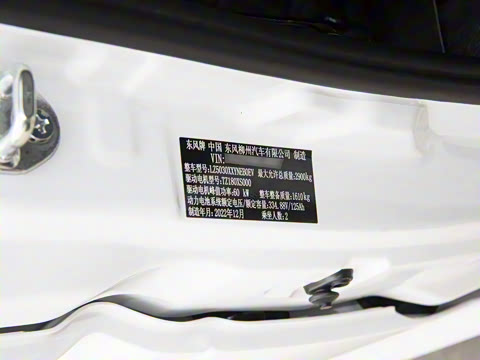 东风牌 中国 东风柳州汽车有限公司 制造
VIN:
整车型号:LZ5030XXYNEB0EV 最大允许总质量:2900kg
驱动电机型号:TZ180XS000
驱动电机峰值功率:60 kW 整车整备质量:1610kg
动力电池系统额定电压/额定容量:334.88V/125Ah
制造年月:2022年12月 乘坐人数:2